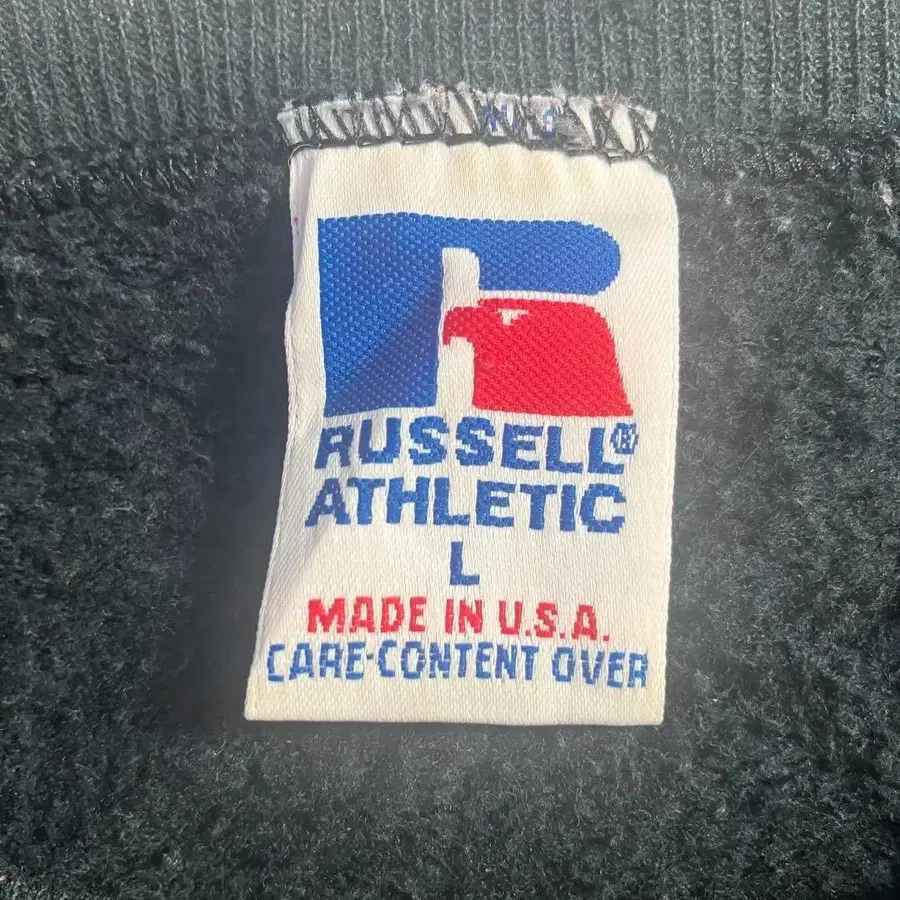 RUSSELL®
ATHLETIC
L
MADE IN U.S.A.
CARE-CONTENT OVER